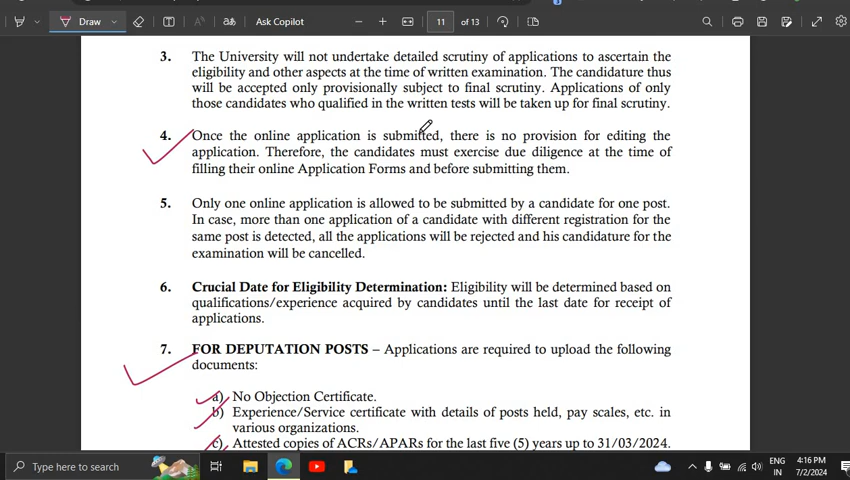 Draw
Ask Copilot
11 of 13
3. The University will not undertake detailed scrutiny of applications to ascertain the
eligibility and other aspects at the time of written examination. The candidature thus
will be accepted only provisionally subject to final scrutiny. Applications of only
those candidates who qualified in the written tests will be taken up for final scrutiny.
4. Once the online application is submitted, there is no provision for editing the
application. Therefore, the candidates must exercise due diligence at the time of
filling their online Application Forms and before submitting them.
5. Only one online application is allowed to be submitted by a candidate for one post.
In case, more than one application of a candidate with different registration for the
same post is detected, all the applications will be rejected and his candidature for the
examination will be cancelled.
6. Crucial Date for Eligibility Determination: Eligibility will be determined based on
qualifications/experience acquired by candidates until the last date for receipt of
applications.
7. FOR DEPUTATION POSTS – Applications are required to upload the following
documents:
a) No Objection Certificate.
b) Experience/Service certificate with details of posts held, pay scales, etc. in
various organizations.
c) Attested copies of ACRs/APARs for the last five (5) years up to 31/03/2024.
Type here to search
ENG
IN
4:16 PM
7/2/2024